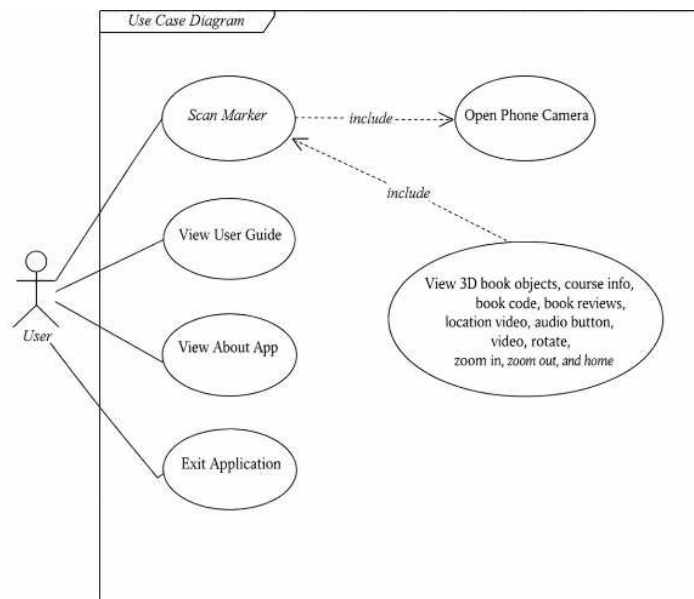 Use Case Diagram
Scan Marker
include
Open Phone Camera
include
View User Guide
View 3D book objects, course info,
book code, book reviews,
location video, audio button,
video, rotate,
zoom in, zoom out, and home
User
View About App
Exit Application